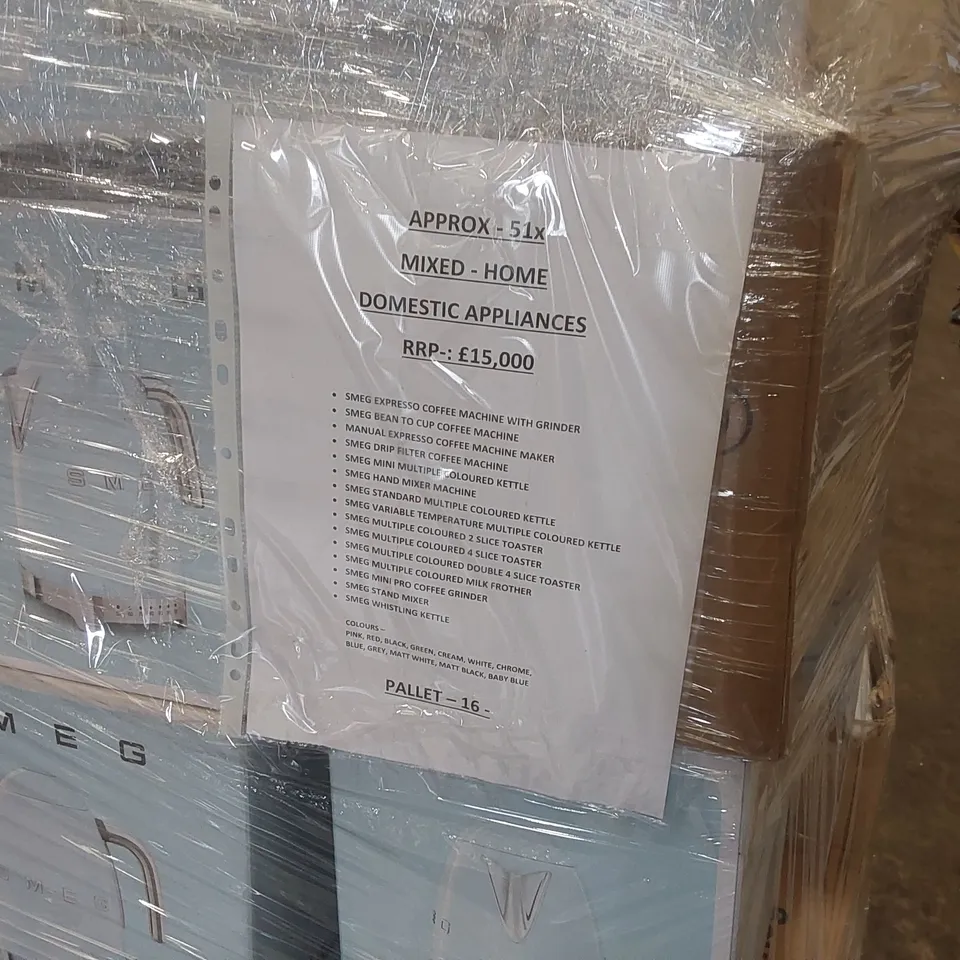 APPROX - 51x
MIXED - HOME
DOMESTIC APPLIANCES
RRP-: £15,000
• SMEG EXPRESSO COFFEE MACHINE WITH GRINDER
• SMEG BEAN TO CUP COFFEE MACHINE
• MANUAL EXPRESSO COFFEE MACHINE MAKER
• SMEG DRIP FILTER COFFEE MACHINE
• SMEG MINI MULTIPLE COLOURED KETTLE
• SMEG HAND MIXER MACHINE
• SMEG STANDARD MULTIPLE COLOURED KETTLE
• SMEG VARIABLE TEMPERATURE MULTIPLE COLOURED KETTLE
• SMEG MULTIPLE COLOURED 2 SLICE TOASTER
• SMEG MULTIPLE COLOURED 4 SLICE TOASTER
• SMEG MULTIPLE COLOURED DOUBLE 4 SLICE TOASTER
• SMEG MULTIPLE COLOURED MILK FROTHER
• SMEG MINI PRO COFFEE GRINDER
• SMEG STAND MIXER
• SMEG WHISTLING KETTLE
COLOURS –
PINK, RED, BLACK, GREEN, CREAM, WHITE, CHROME,
BLUE, GREY, MATT WHITE, MATT BLACK, BABY BLUE
PALLET – 16 -
SME
MEG
SMEG